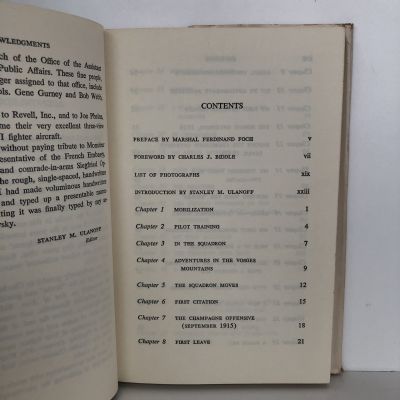 WLEDGMENTS
ch of the Office of the Assistant
Public Affairs. These fine people,
ger assigned to that office, include
ols, Gene Gurney and Bob Webb,
to Revell, Inc., and to Joe Phelan,
me their very excellent three-view
I fighter aircraft.
without paying tribute to Monsieur
resentative of the French Embassy,
and comrade-in-arms Siegfried
the rough, single-spaced, handwritten
I had made voluminous handwritten
and typed up a presentable
ting it was finally typed by my
rsky.
STANLEY M. ULANOFF
Editor
CONTENTS
PREFACE BY MARSHAL FERDINAND FOCH v
FOREWORD BY CHARLES J. BIDDLE vii
LIST OF PHOTOGRAPHS xix
INTRODUCTION BY STANLEY M. ULANOFF xxiii
Chapter 1 MOBILIZATION 1
Chapter 2 PILOT TRAINING 4
Chapter 3 IN THE SQUADRON 7
Chapter 4 ADVENTURES IN THE VOSGES
MOUNTAINS 9
Chapter 5 THE SQUADRON MOVES 12
Chapter 6 FIRST CITATION 15
Chapter 7 THE CHAMPAGNE OFFENSIVE
(SEPTEMBER 1915) 18
Chapter 8 FIRST LEAVE 21